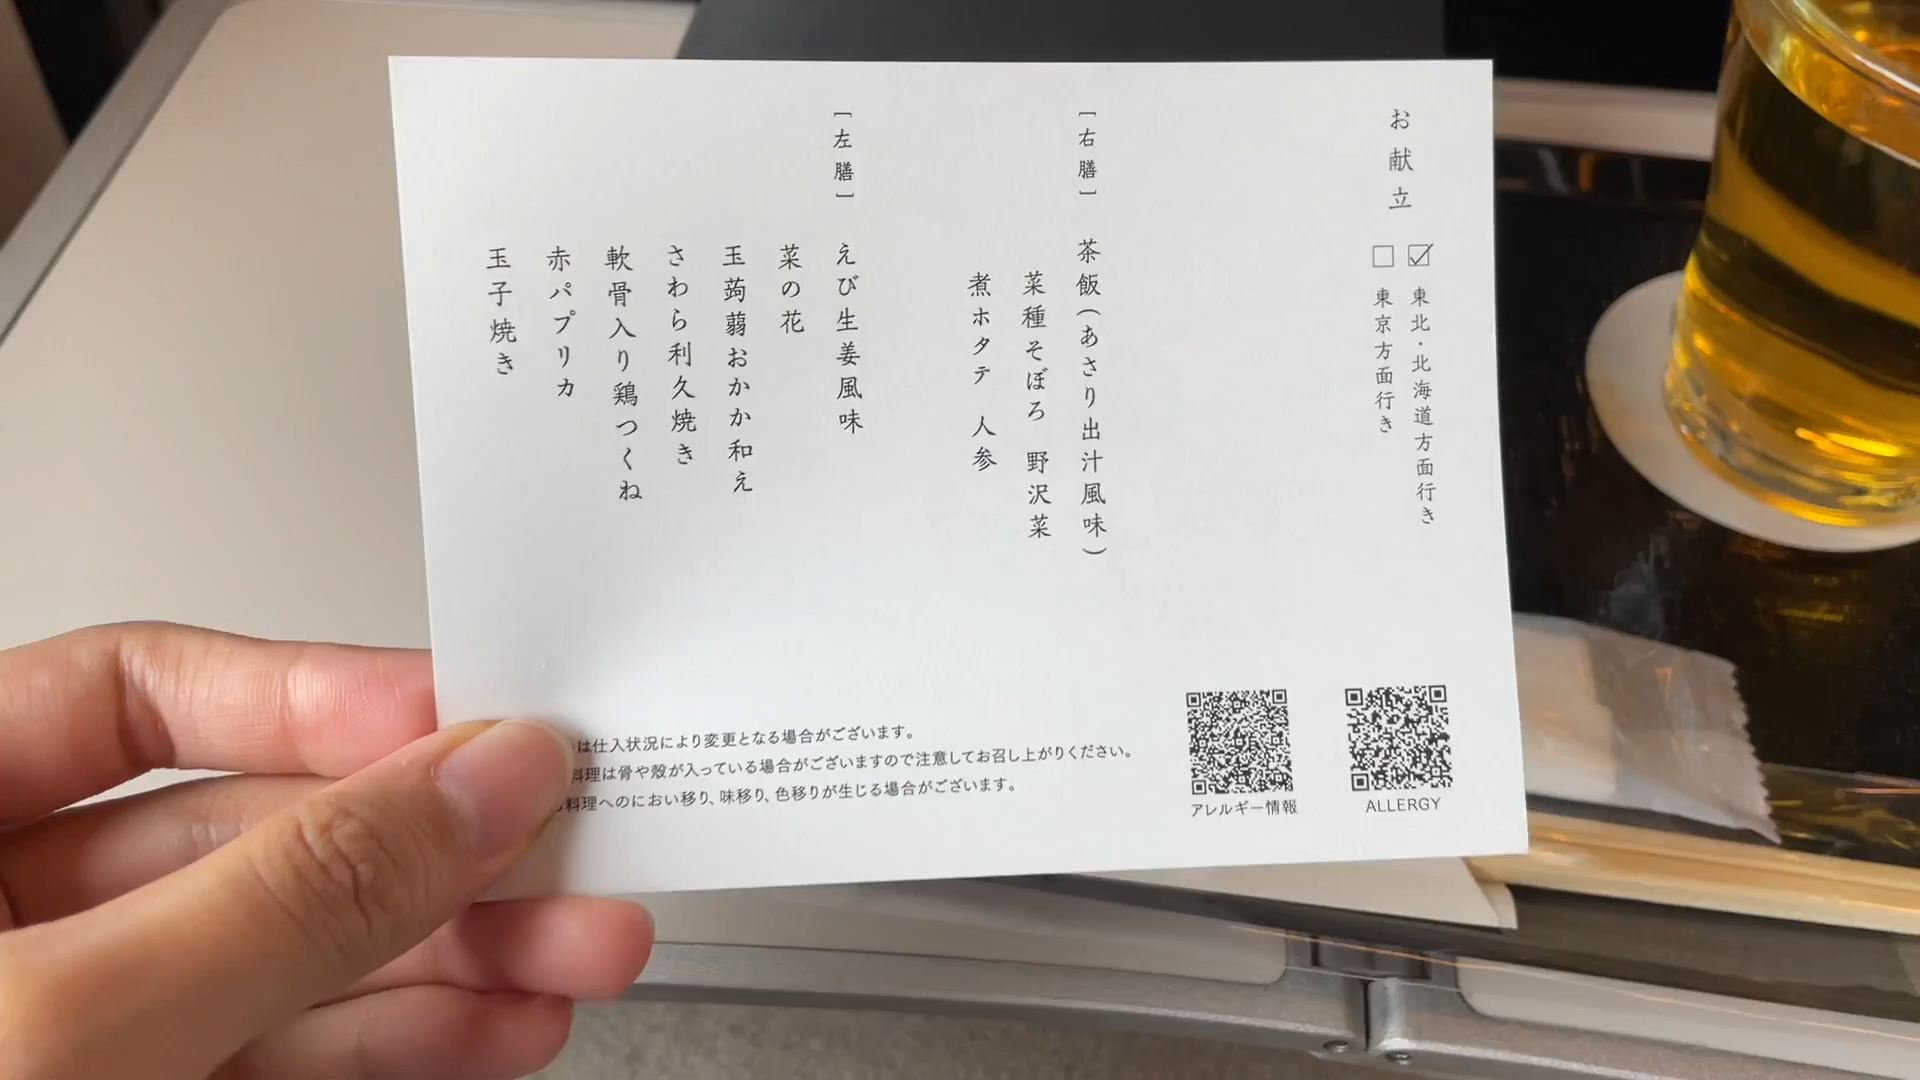 お献立
☑東北・北海道方面行き
☐東京方面行き
［右膳］
茶飯（あさり出汁風味）
菜種そぼろ 野沢菜
煮ホタテ 人参
［左膳］
えび生姜風味
菜の花
玉蒟蒻おかか和え
さわら利久焼き
軟骨入り鶏つくね
赤パプリカ
玉子焼き
は仕入状況により変更となる場合がございます。
料理は骨や殻が入っている場合がございますので注意してお召し上がりください。
料理へのにおい移り、味移り、色移りが生じる場合がございます。
アレルギー情報
ALLERGY